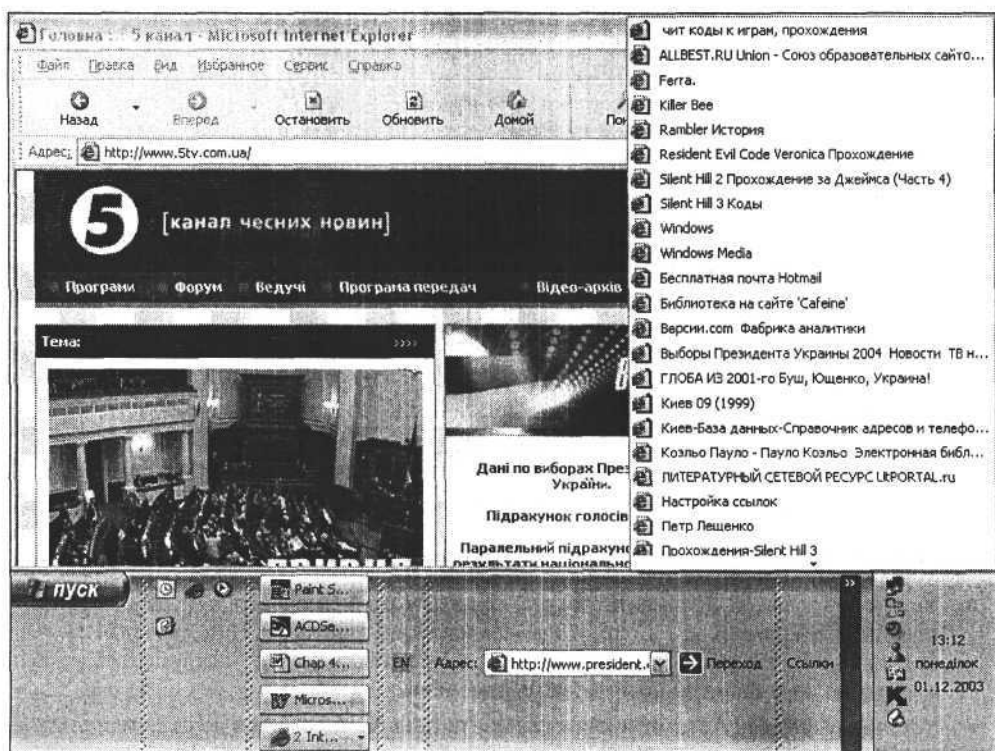 Головна : : 5 канал - Microsoft Internet Explorer
Файл Правка Вид Избранное Сервис Справка
Назад Вперед Остановить Обновить Домой
Адрес: http://www.5tv.com.ua/
5 [канал чесних новин]
Програми Форум Ведучі Програма передач Відео-архів
Тема: >>>>
Дані по виборах
України.
Підрахунок голосів
Паралельний
результати
чит коды к играм, прохождения
ALLBEST.RU Union - Союз образовательных сайто...
Ferra.
Killer Bee
Rambler История
Resident Evil Code Veronica Прохождение
Silent Hill 2 Прохождение за Джеймса (Часть 4)
Silent Hill 3 Коды
Windows
Windows Media
Бесплатная почта Hotmail
Библиотека на сайте 'Cafeine'
Версии.com Фабрика аналитики
Выборы Президента Украины 2004 Новости ТВ н...
ГЛОБА ИЗ 2001-го Буш, Ющенко, Украина!
Киев 09 (1999)
Киев-База данных-Справочник адресов и телефо...
Коэльо Пауло - Пауло Коэльо Электронная библ...
ЛИТЕРАТУРНЫЙ СЕТЕВОЙ РЕСУРС LitPORTAL.ru
Настройка ссылок
Петр Лещенко
Прохождения-Silent Hill 3
пуск
Paint S...
ACDSe...
Chap 4...
Micros...
2 Int...
EN
Адрес: http://www.president. Переход
Ссылки
»
13:12
понеділок
01.12.2003